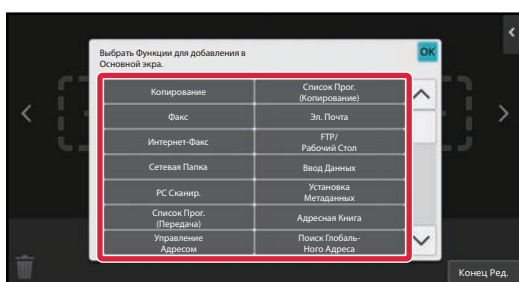 Выбрать Функции для добавления в
Основной экра.
OK
Копирование
Список Прог.
(Копирование)
Факс
Эл. Почта
Интернет-Факс
FTP/
Рабочий Стол
Сетевая Папка
Ввод Данных
PC Сканир.
Установка
Метаданных
Список Прог.
(Передача)
Адресная Книга
Управление
Адресом
Поиск Глобаль-
Ного Адреса
Конец Ред.